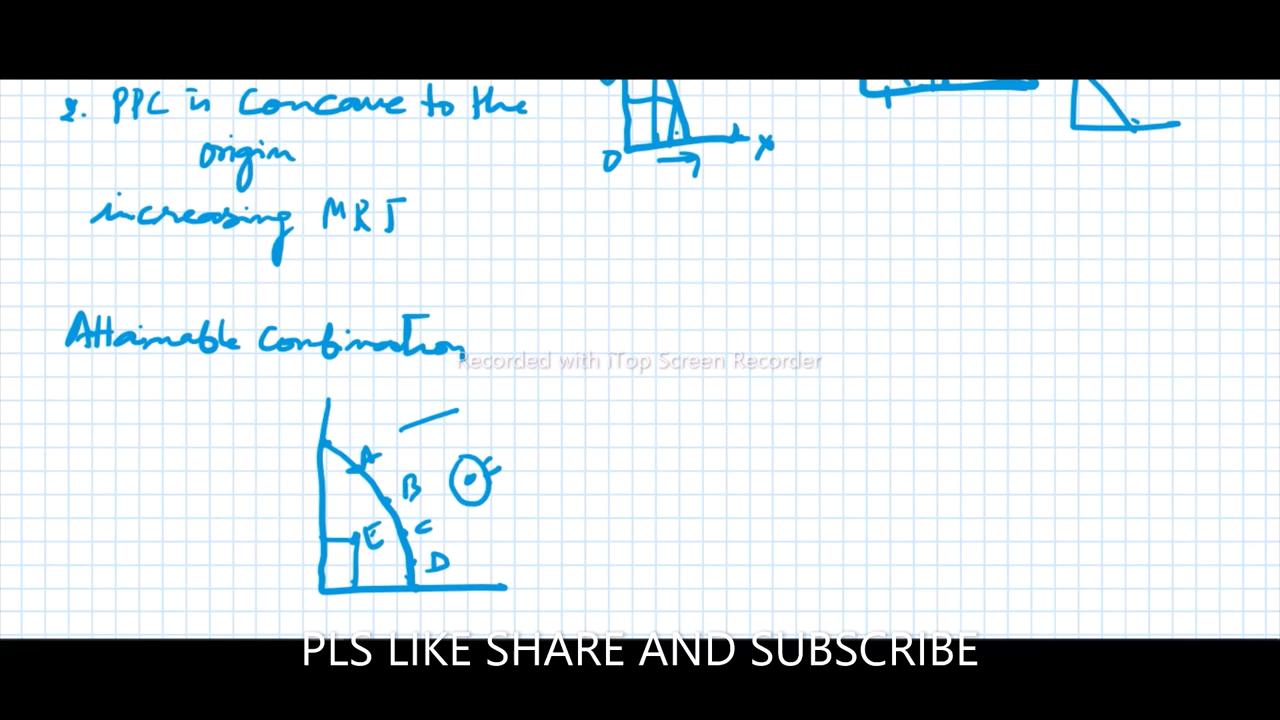 2. PPC is concave to the
origin
increasing MRT
O
X
Attainable Combination
Recorded with iTop Screen Recorder
A
B
E
C
D
PLS LIKE SHARE AND SUBSCRIBE